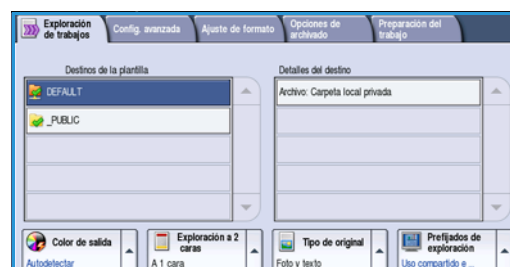 Exploración de trabajos
Config. avanzada
Ajuste de formato
Opciones de archivado
Preparación del trabajo
Destinos de la plantilla
Detalles del destino
DEFAULT
Archivo: Carpeta local privada
_PUBLIC
Color de salida
Exploración a 2 caras
Tipo de original
Prefijados de exploración
Autodetectar
A 1 cara
Foto y texto
Uso compartido e ...